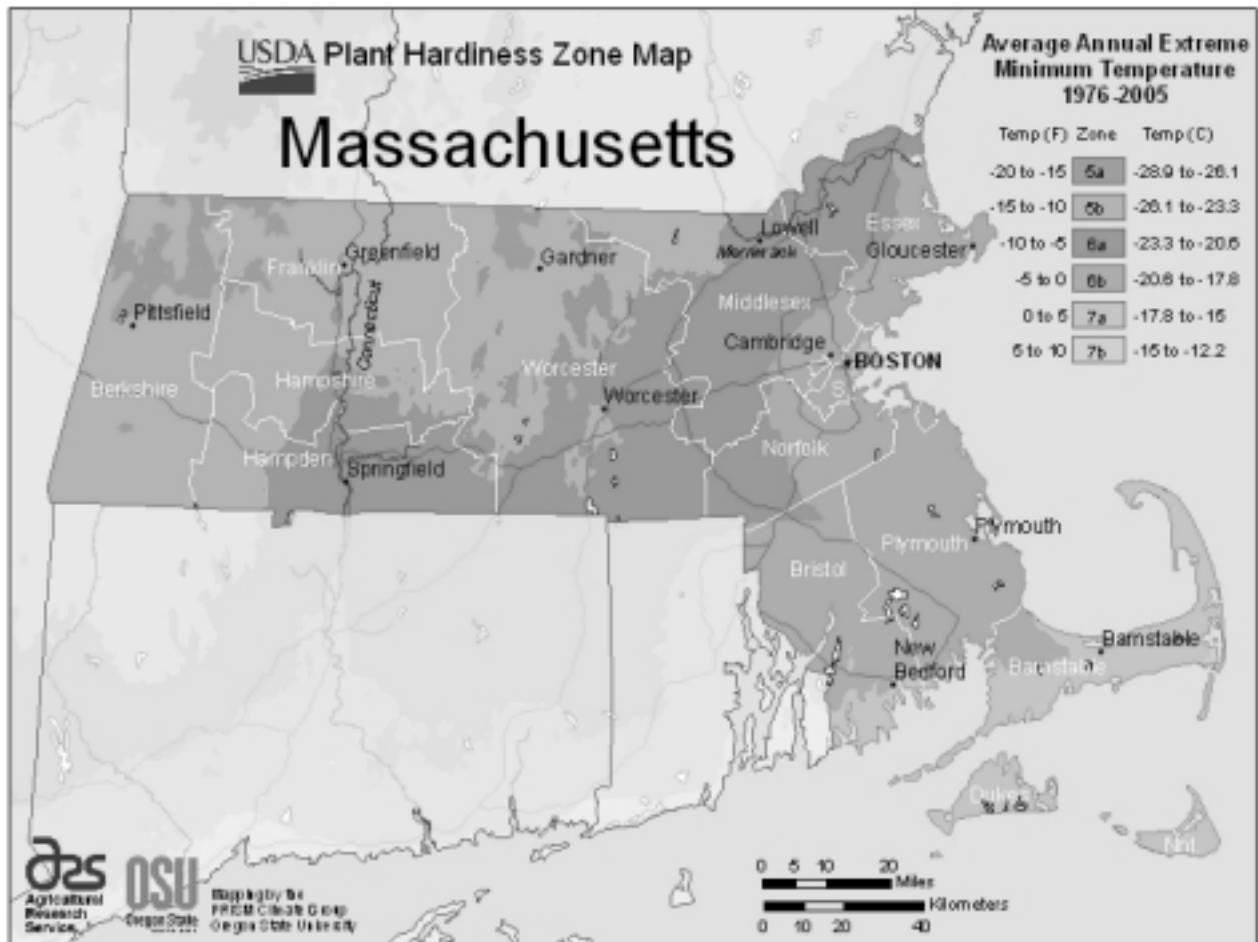 USDA Plant Hardiness Zone Map
Massachusetts
Average Annual Extreme
Minimum Temperature
1976-2005
Temp (F) Zone Temp (C)
-20 to -15 5a -28.9 to -26.1
-15 to -10 5b -26.1 to -23.3
-10 to -5 6a -23.3 to -20.6
-5 to 0 6b -20.6 to -17.8
0 to 5 7a -17.8 to -15
5 to 10 7b -15 to -12.2
Essex
Lowell
Merrimack
Gloucester
Greenfield
Franklin
Gardner
Middlesex
Connecticut
Pittsfield
Cambridge
BOSTON
Berkshire
Hampshire
Worcester
S
Worcester
Norfolk
Hampden
Springfield
Plymouth
Plymouth
Bristol
New
Bedford
Barnstable
Barnstable
Dukes
Nnt
ars
Agricultural
Research
Service
OSU
Oregon State
Mapping by the
PRISM Climate Group
Oregon State University
0 5 10 20
Miles
Kilometers
0 10 20 40